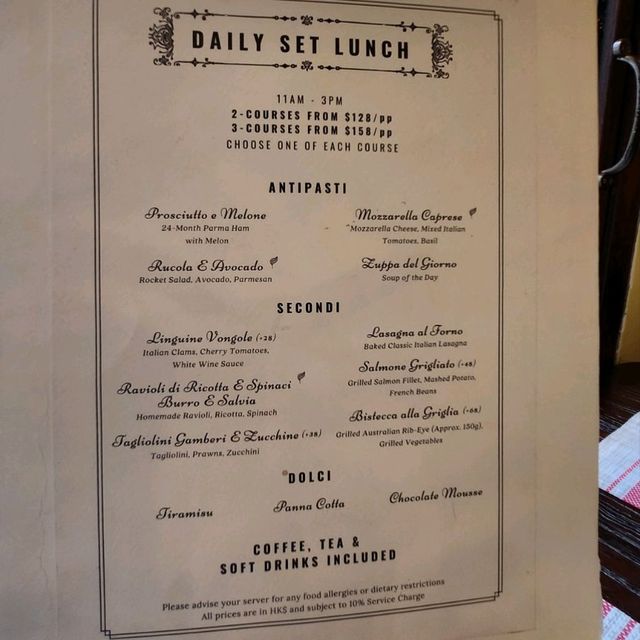 DAILY SET LUNCH
11AM - 3PM
2-COURSES FROM $128/pp
3-COURSES FROM $158/pp
CHOOSE ONE OF EACH COURSE
ANTIPASTI
Prosciutto e Melone
24-Month Parma Ham
with Melon
Mozzarella Caprese
Mozzarella Cheese, Mixed Italian
Tomatoes, Basil
Rucola E Avocado
Rocket Salad, Avocado, Parmesan
Zuppa del Giorno
Soup of the Day
SECONDI
Linguine Vongole (+28)
Italian Clams, Cherry Tomatoes,
White Wine Sauce
Lasagna al Forno
Baked Classic Italian Lasagna
Ravioli di Ricotta E Spinaci
Burro E Salvia
Homemade Ravioli, Ricotta, Spinach
Salmone Grigliato (+48)
Grilled Salmon Fillet, Mashed Potato,
French Beans
Tagliolini Gamberi E Zucchine (+38)
Tagliolini, Prawns, Zucchini
Bistecca alla Griglia (+68)
Grilled Australian Rib-Eye (Approx. 150g),
Grilled Vegetables
DOLCI
Tiramisu
Panna Cotta
Chocolate Mousse
COFFEE, TEA &
SOFT DRINKS INCLUDED
Please advise your server for any food allergies or dietary restrictions
All prices are in HK$ and subject to 10% Service Charge